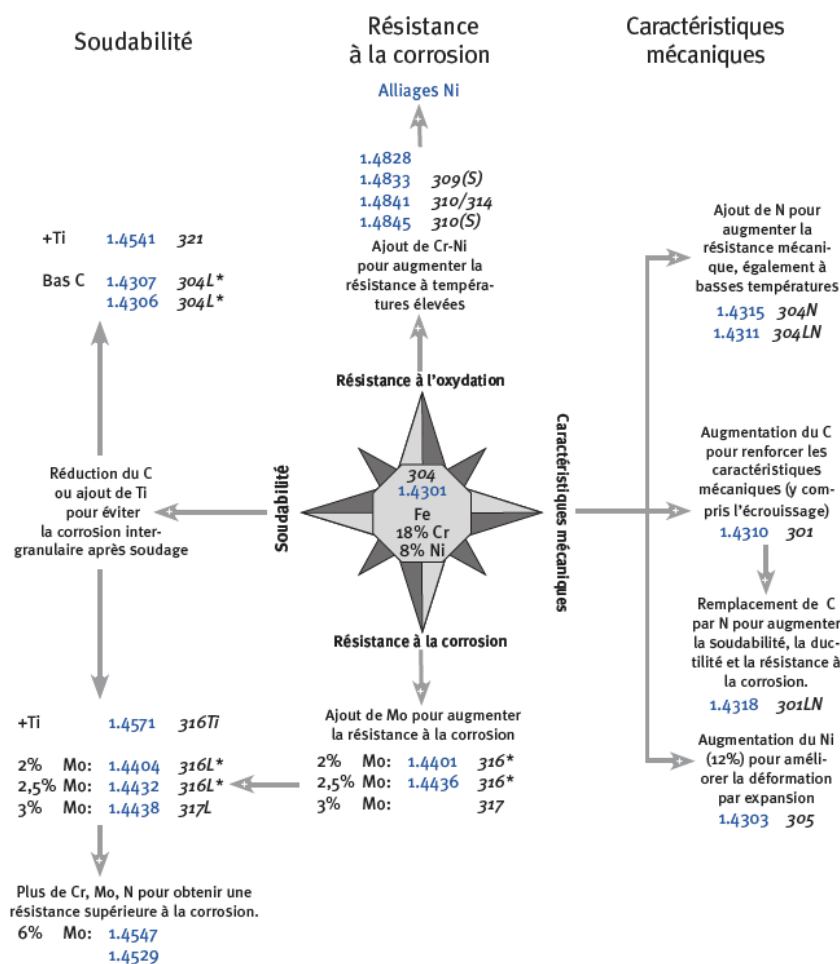 Soudabilité
Résistance
à la corrosion
Caractéristiques
mécaniques
Alliages Ni
1.4828
1.4833 309(S)
1.4841 310/314
1.4845 310(S)
Ajout de Cr-Ni
pour augmenter la
résistance à tempéra-
tures élevées
+Ti 1.4541 321
Bas C 1.4307 304L*
1.4306 304L*
Ajout de N pour
augmenter la
résistance mécani-
que, également à
basses températures
1.4315 304N
1.4311 304LN
Résistance à l'oxydation
Réduction du C
ou ajout de Ti
pour éviter
la corrosion inter-
granulaire après soudage
Soudabilité
304
1.4301
Fe
18% Cr
8% Ni
Caractéristiques mécaniques
Augmentation du C
pour renforcer les
caractéristiques
mécaniques (y com-
pris l'écrouissage)
1.4310 301
Résistance à la corrosion
Remplacement de C
par N pour augmenter
la soudabilité, la duc-
tilité et la résistance à
la corrosion.
1.4318 301LN
+Ti 1.4571 316Ti
2% Mo: 1.4404 316L*
2,5% Mo: 1.4432 316L*
3% Mo: 1.4438 317L
Ajout de Mo pour augmenter
la résistance à la corrosion
2% Mo: 1.4401 316*
2,5% Mo: 1.4436 316*
3% Mo: 317
Augmentation du Ni
(12%) pour améli-
orer la déformation
par expansion
1.4303 305
Plus de Cr, Mo, N pour obtenir une
résistance supérieure à la corrosion.
6% Mo: 1.4547
1.4529